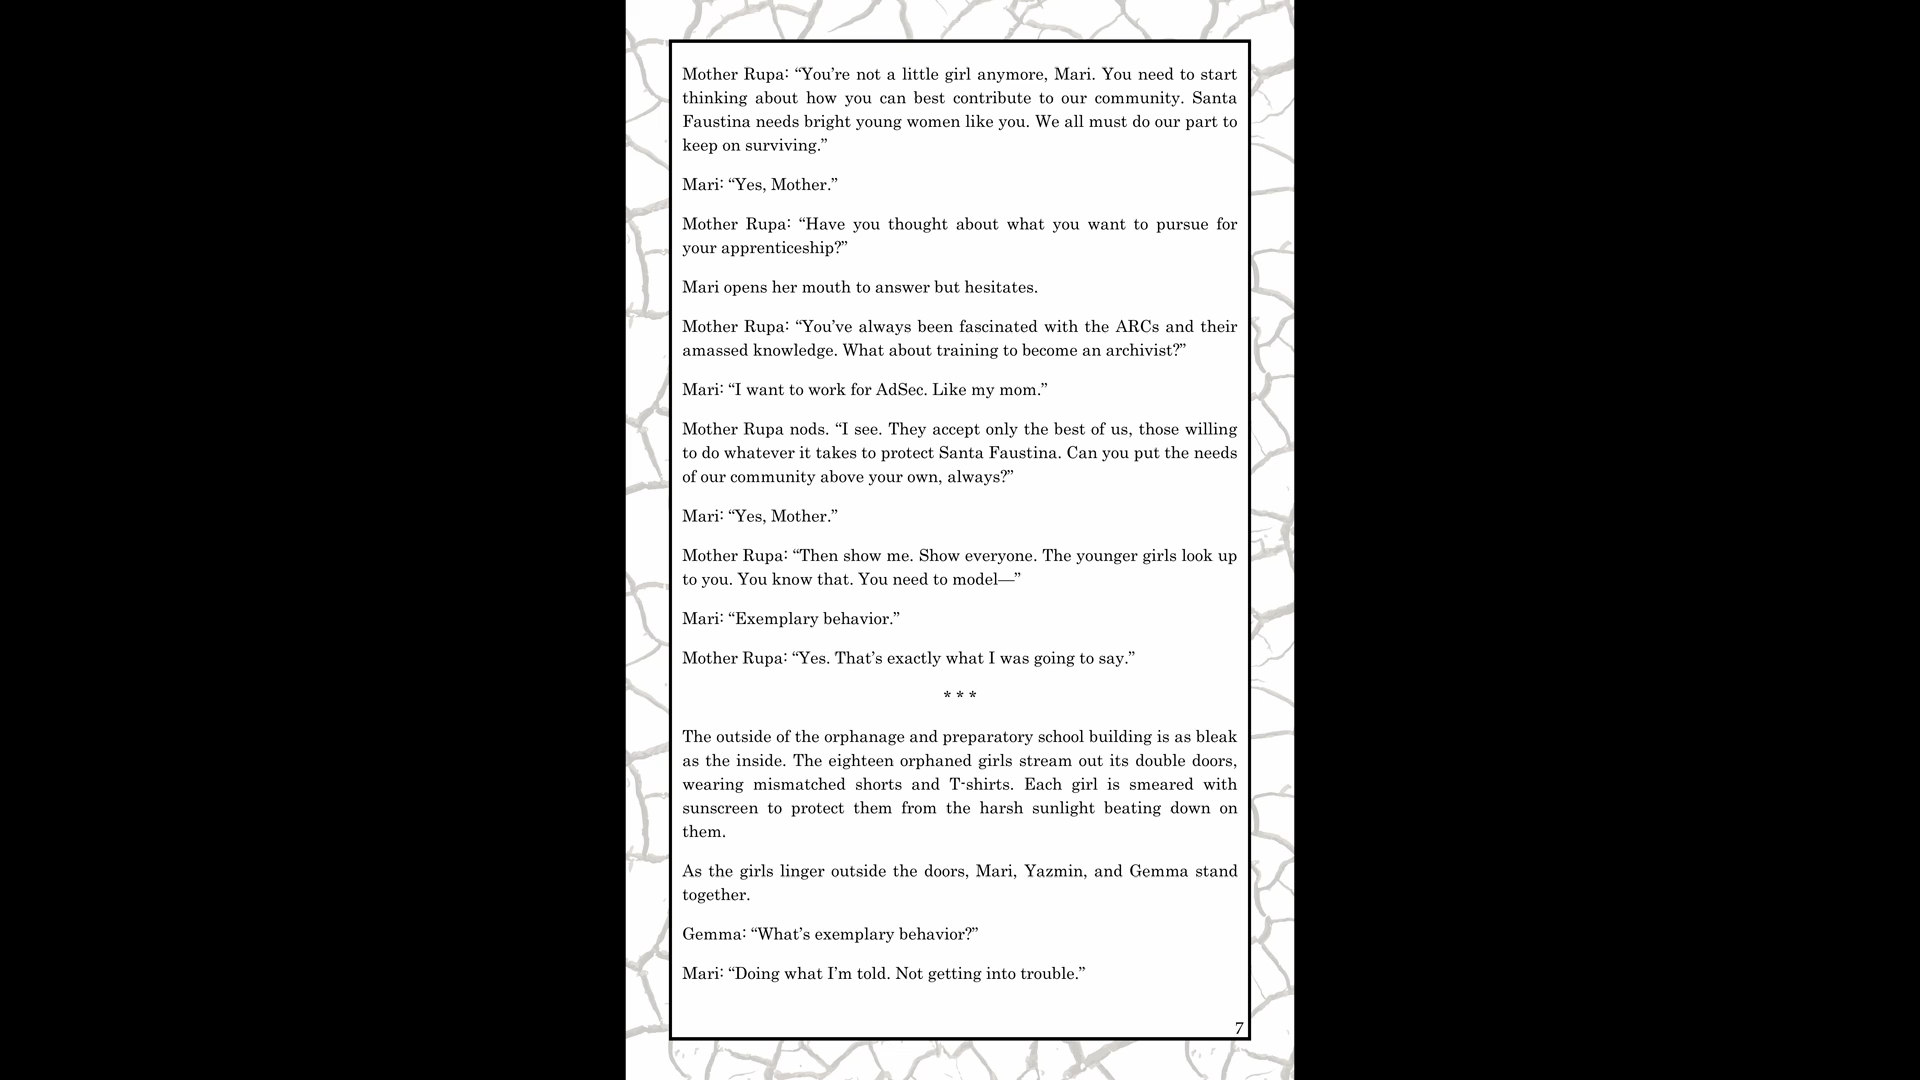 Mother Rupa: “You’re not a little girl anymore, Mari. You need to start
thinking about how you can best contribute to our community. Santa
Faustina needs bright young women like you. We all must do our part to
keep on surviving.”
Mari: “Yes, Mother.”
Mother Rupa: “Have you thought about what you want to pursue for
your apprenticeship?”
Mari opens her mouth to answer but hesitates.
Mother Rupa: “You’ve always been fascinated with the ARCs and their
amassed knowledge. What about training to become an archivist?”
Mari: “I want to work for AdSec. Like my mom.”
Mother Rupa nods. “I see. They accept only the best of us, those willing
to do whatever it takes to protect Santa Faustina. Can you put the needs
of our community above your own, always?”
Mari: “Yes, Mother.”
Mother Rupa: “Then show me. Show everyone. The younger girls look up
to you. You know that. You need to model—”
Mari: “Exemplary behavior.”
Mother Rupa: “Yes. That’s exactly what I was going to say.”
* * *
The outside of the orphanage and preparatory school building is as bleak
as the inside. The eighteen orphaned girls stream out its double doors,
wearing mismatched shorts and T-shirts. Each girl is smeared with
sunscreen to protect them from the harsh sunlight beating down on
them.
As the girls linger outside the doors, Mari, Yazmin, and Gemma stand
together.
Gemma: “What’s exemplary behavior?”
Mari: “Doing what I’m told. Not getting into trouble.”
7